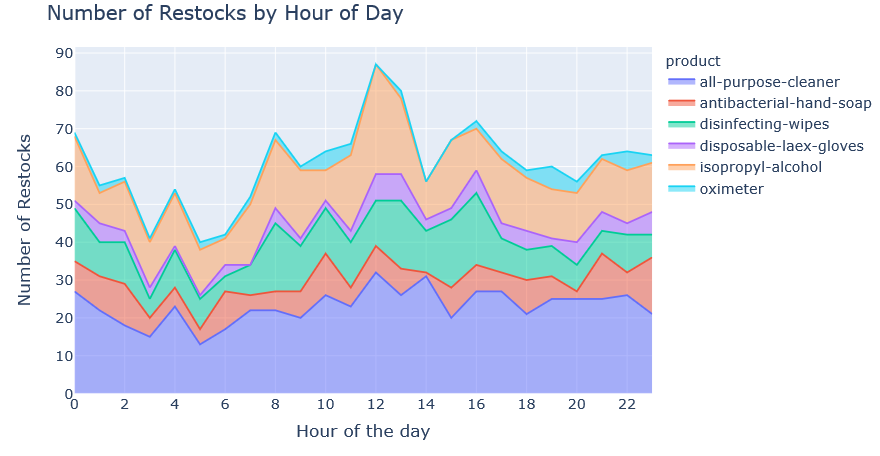 Number of Restocks by Hour of Day
product
all-purpose-cleaner
antibacterial-hand-soap
disinfecting-wipes
disposable-laex-gloves
isopropyl-alcohol
oximeter
Number of Restocks
90
80
70
60
50
40
30
20
10
0
0 2 4 6 8 10 12 14 16 18 20 22
Hour of the day